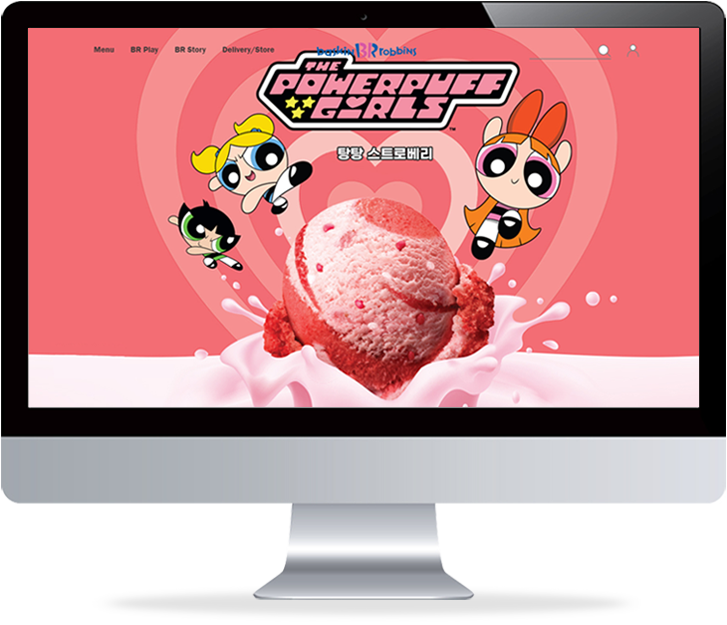 Menu BR Play BR Story Delivery/Store
baskin BR robbins
THE
POWERPUFF
GIRLS™
탕탕 스트로베리